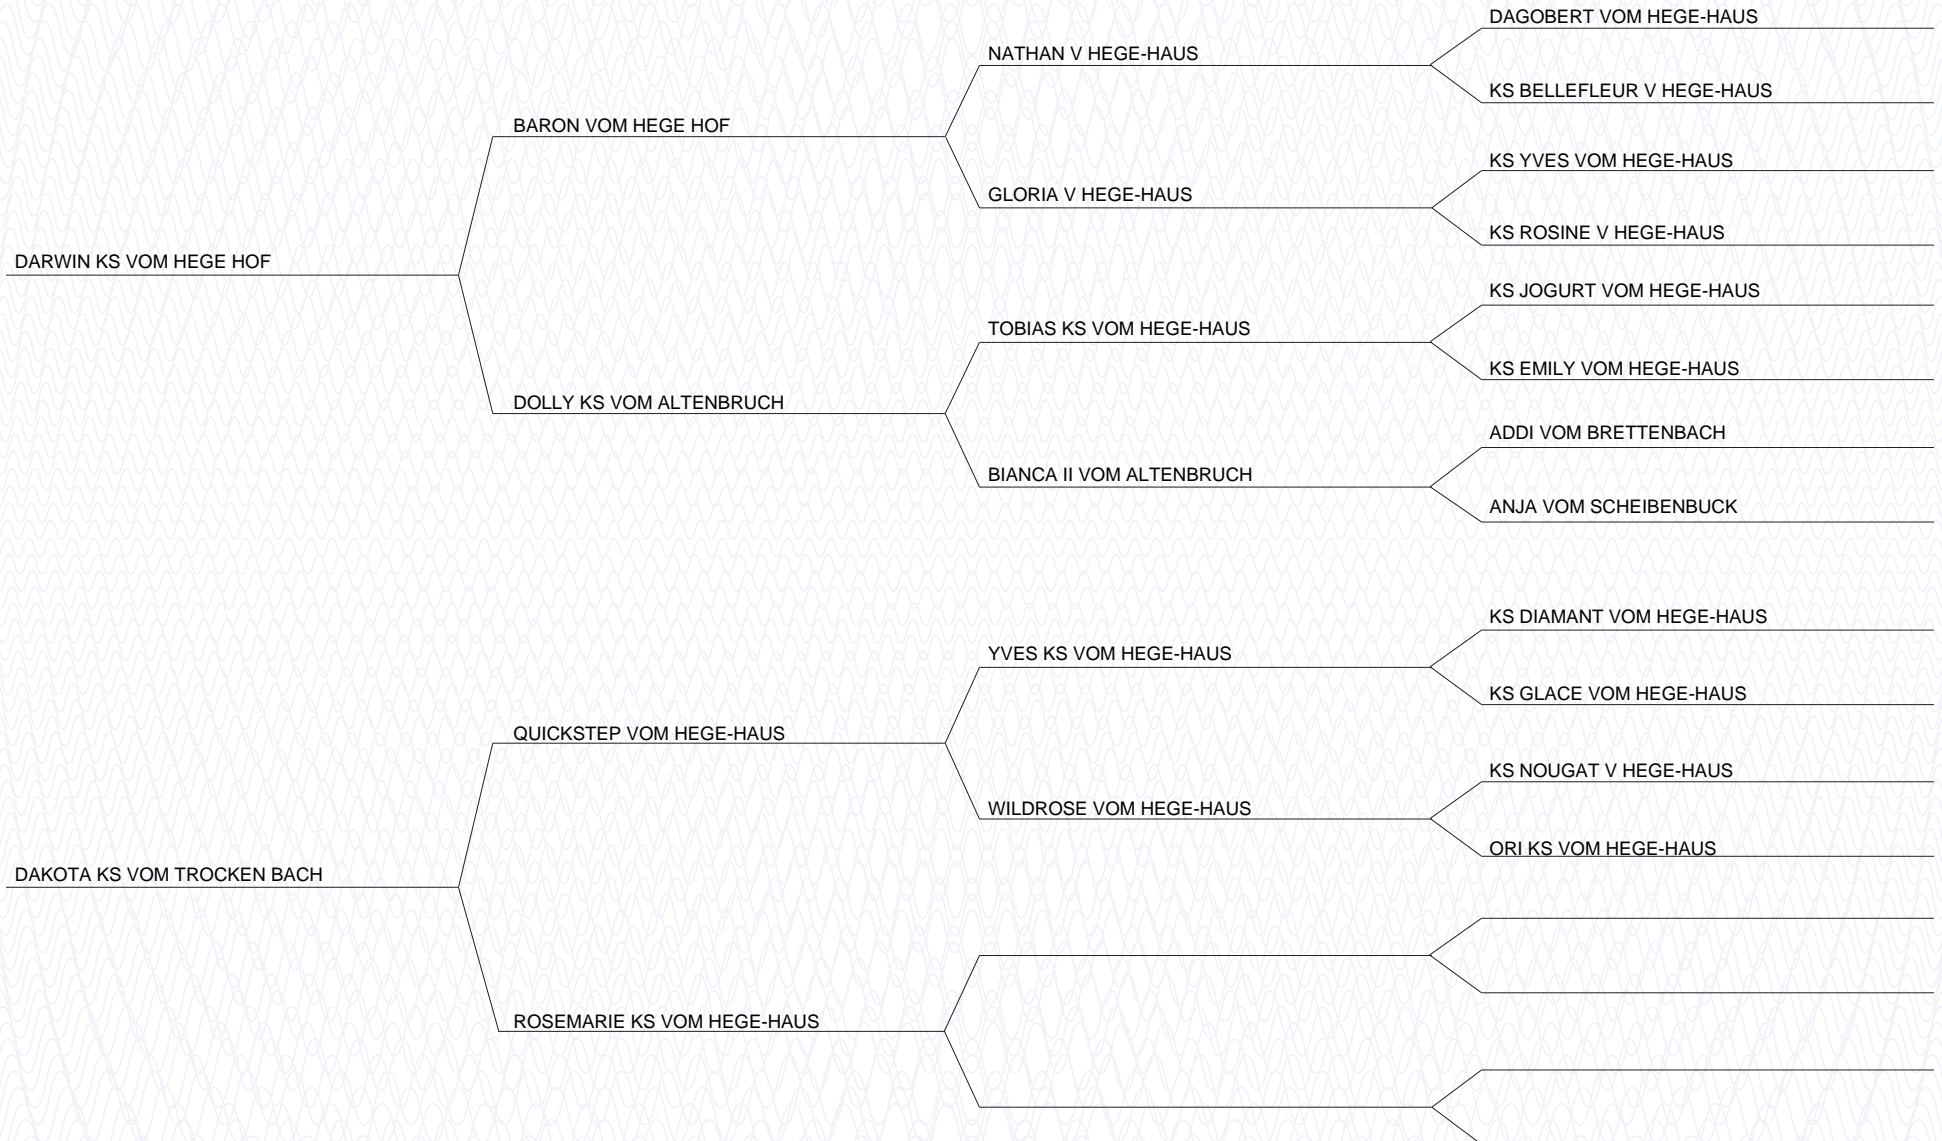 DAGOBERT VOM HEGE-HAUS
NATHAN V HEGE-HAUS
KS BELLEFLEUR V HEGE-HAUS
BARON VOM HEGE HOF
KS YVES VOM HEGE-HAUS
GLORIA V HEGE-HAUS
KS ROSINE V HEGE-HAUS
DARWIN KS VOM HEGE HOF
KS JOGURT VOM HEGE-HAUS
TOBIAS KS VOM HEGE-HAUS
KS EMILY VOM HEGE-HAUS
DOLLY KS VOM ALTENBRUCH
ADDI VOM BRETTENBACH
BIANCA II VOM ALTENBRUCH
ANJA VOM SCHEIBENBUCK
KS DIAMANT VOM HEGE-HAUS
YVES KS VOM HEGE-HAUS
KS GLACE VOM HEGE-HAUS
QUICKSTEP VOM HEGE-HAUS
KS NOUGAT V HEGE-HAUS
WILDROSE VOM HEGE-HAUS
ORI KS VOM HEGE-HAUS
DAKOTA KS VOM TROCKEN BACH
ROSEMARIE KS VOM HEGE-HAUS